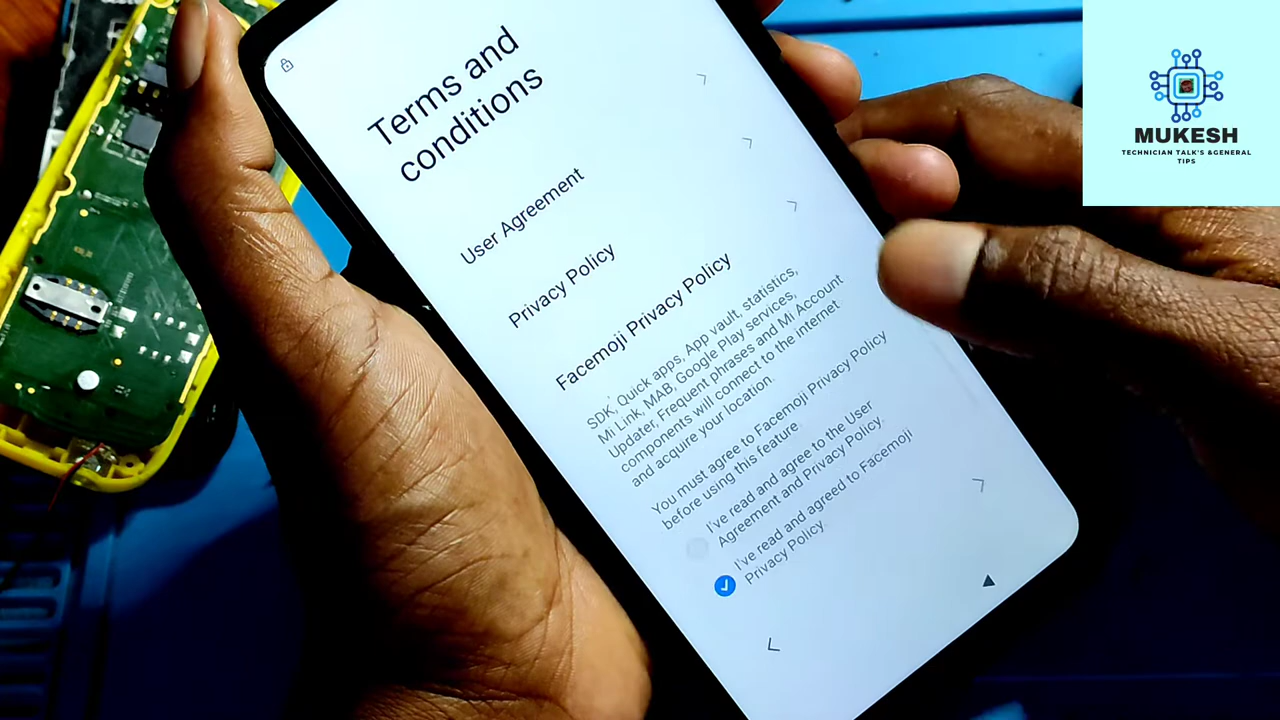 Terms and
conditions
User Agreement
Privacy Policy
Facemoji Privacy Policy
SDK, Quick apps, App vault, statistics,
Mi Link, MAB, Google Play services,
Updater, Frequent phrases and Mi Account
components will connect to the internet
and acquire your location.
You must agree to Facemoji Privacy Policy
before using this feature.
I've read and agree to the User
Agreement and Privacy Policy.
I've read and agreed to Facemoji
Privacy Policy.
MUKESH
TECHNICIAN TALK'S &GENERAL
TIPS